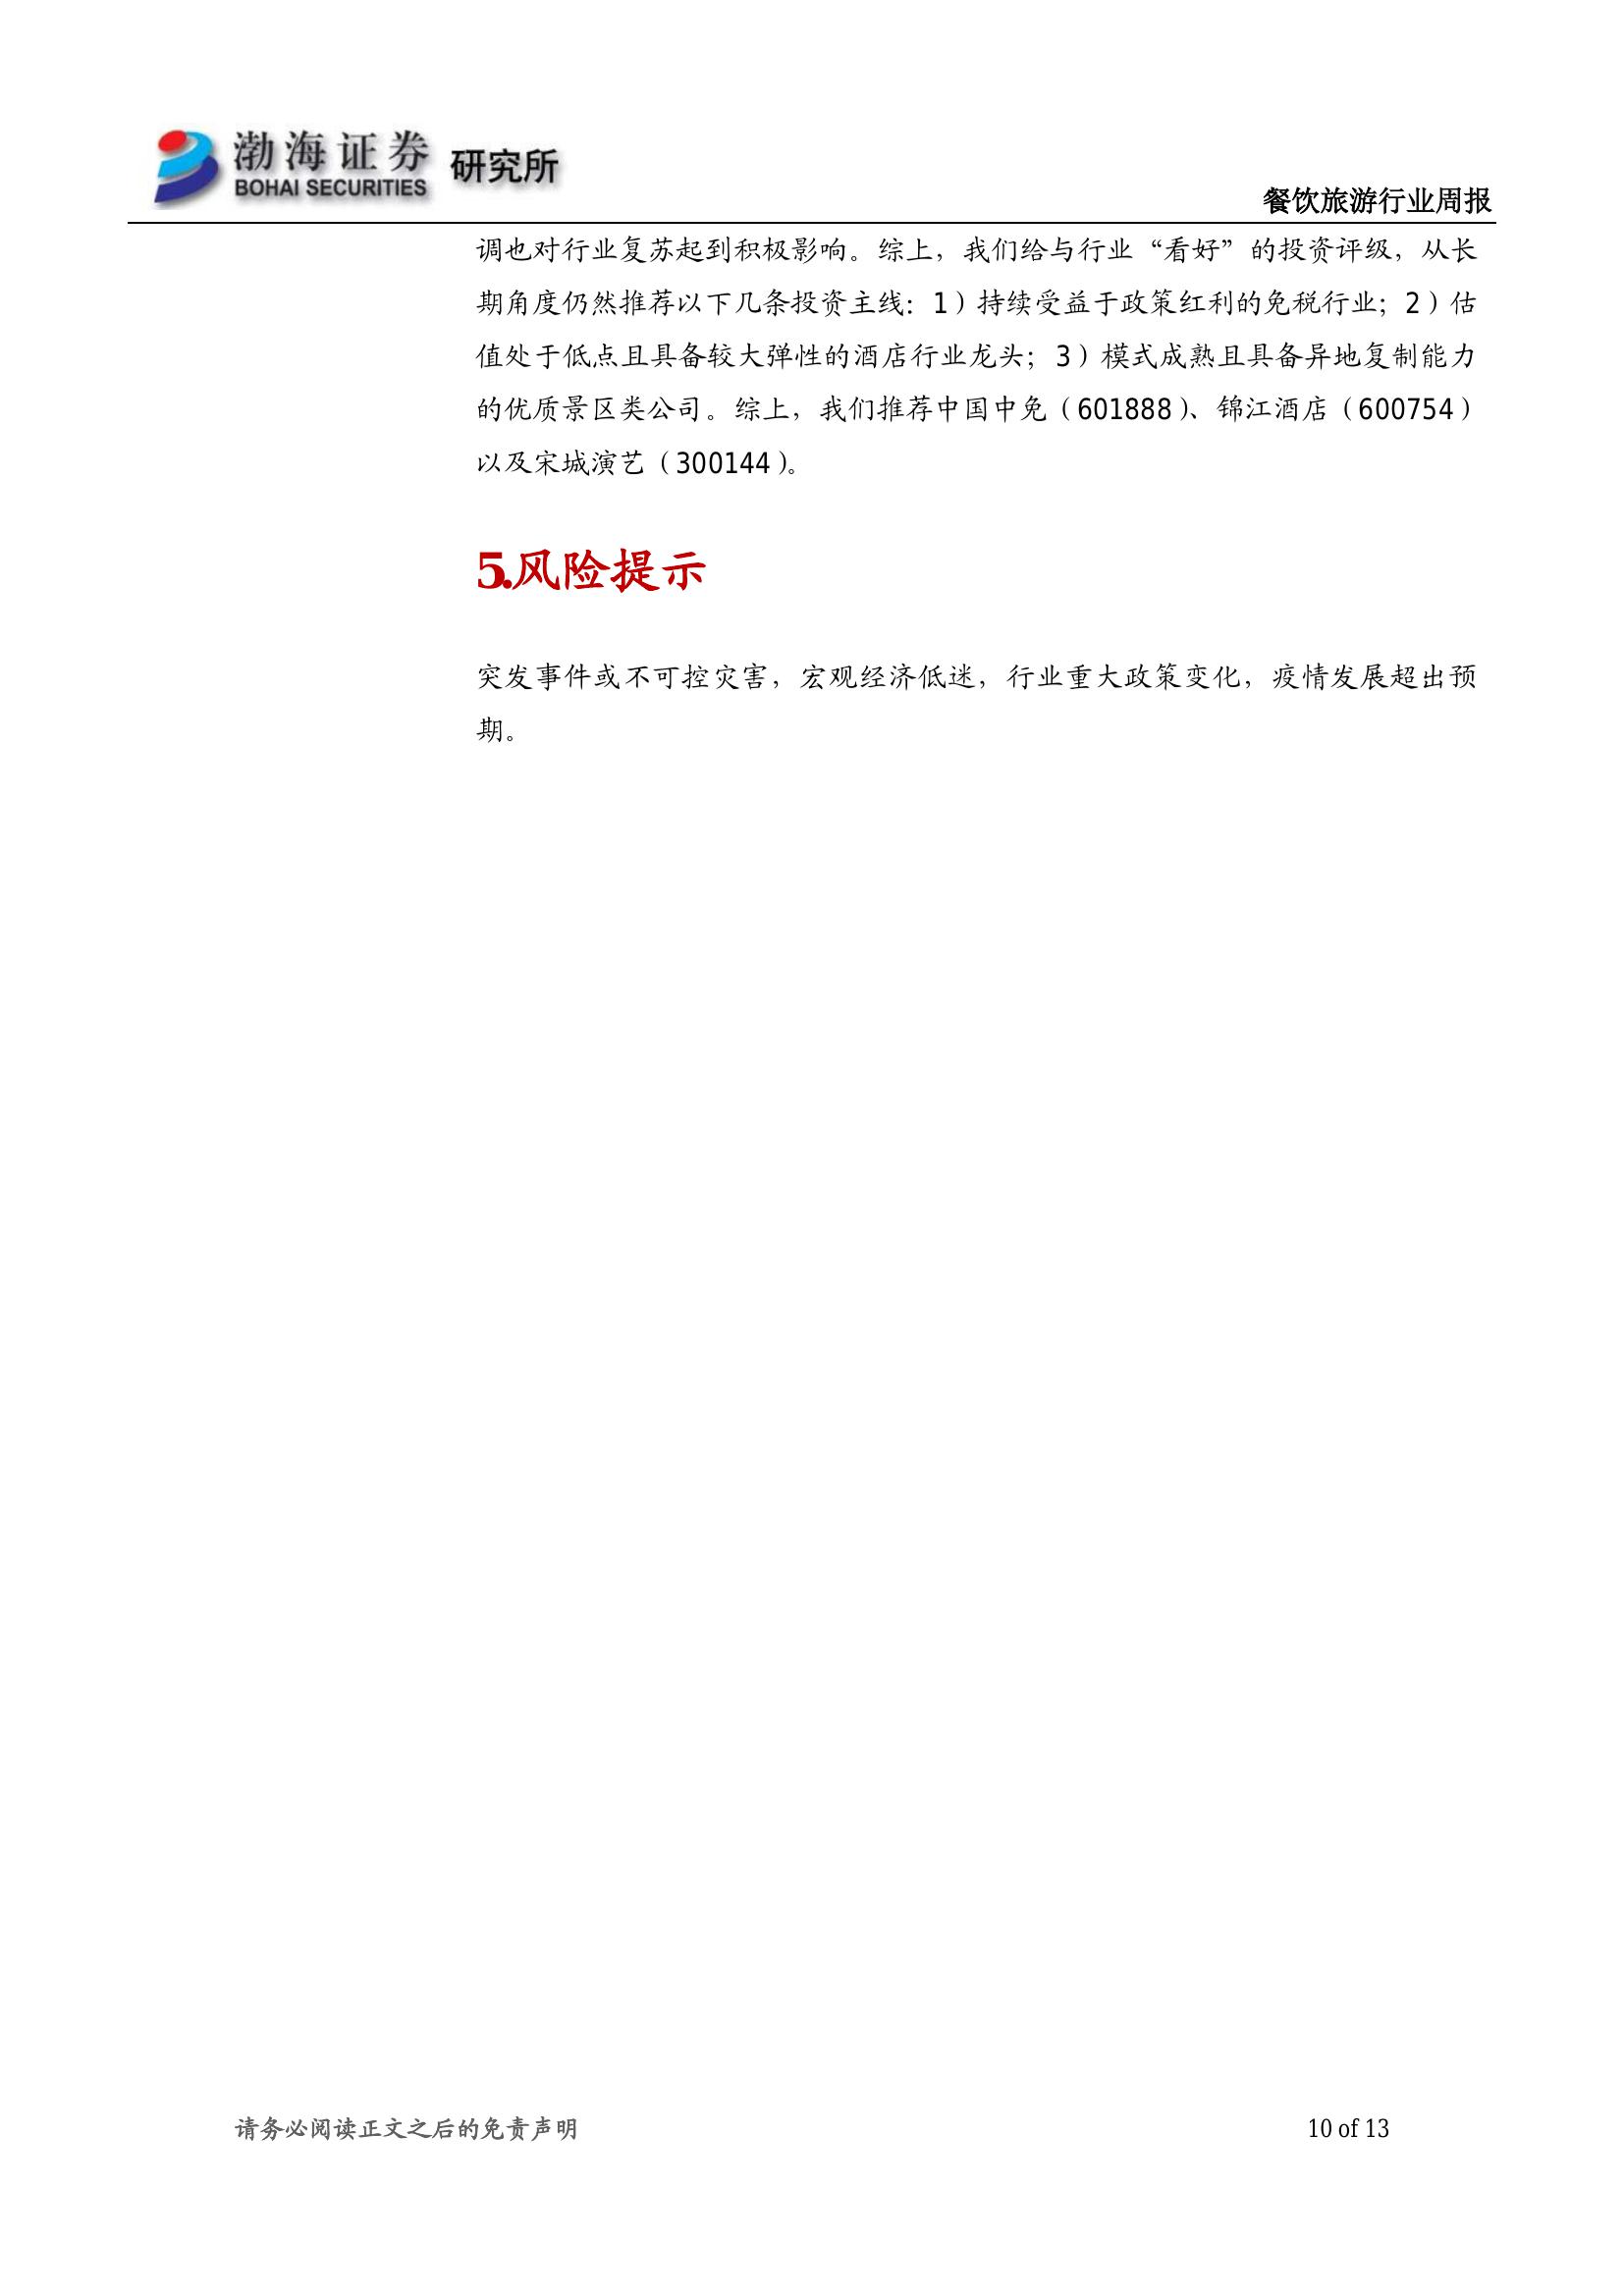 渤海证券 研究所
BOHAI SECURITIES
餐饮旅游行业周报
调也对行业复苏起到积极影响。综上，我们给与行业“看好”的投资评级，从长
期角度仍然推荐以下几条投资主线：1）持续受益于政策红利的免税行业；2）估
值处于低点且具备较大弹性的酒店行业龙头；3）模式成熟且具备异地复制能力
的优质景区类公司。综上，我们推荐中国中免（601888）、锦江酒店（600754）
以及宋城演艺（300144）。
5.风险提示
突发事件或不可控灾害，宏观经济低迷，行业重大政策变化，疫情发展超出预
期。
请务必阅读正文之后的免责声明
10 of 13